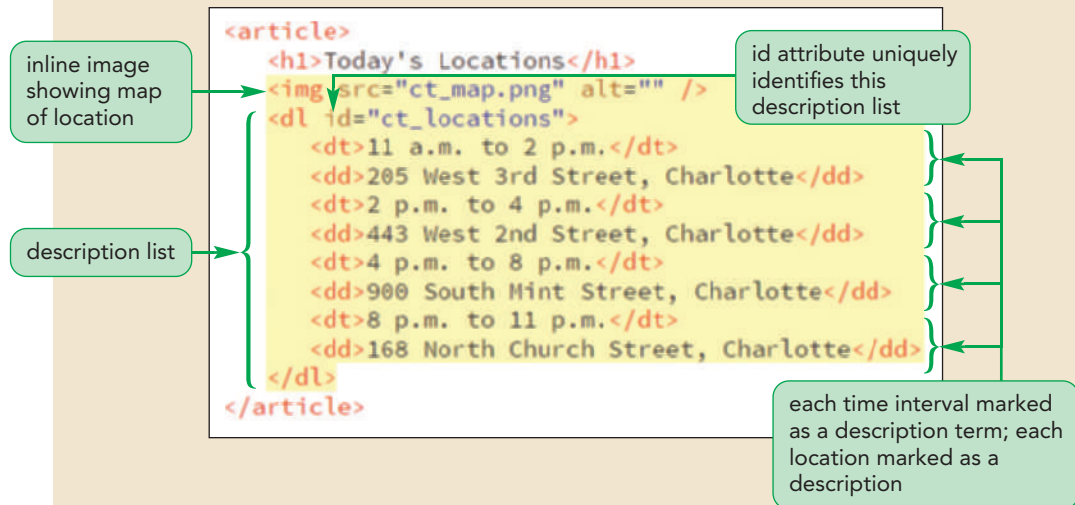 <article>
<h1>Today's Locations</h1>
<img src="ct_map.png" alt="" />
<dl id="ct_locations">
<dt>11 a.m. to 2 p.m.</dt>
<dd>205 West 3rd Street, Charlotte</dd>
<dt>2 p.m. to 4 p.m.</dt>
<dd>443 West 2nd Street, Charlotte</dd>
<dt>4 p.m. to 8 p.m.</dt>
<dd>900 South Mint Street, Charlotte</dd>
<dt>8 p.m. to 11 p.m.</dt>
<dd>168 North Church Street, Charlotte</dd>
</dl>
</article>
inline image
showing map
of location
id attribute uniquely
identifies this
description list
description list
each time interval marked
as a description term; each
location marked as a
description